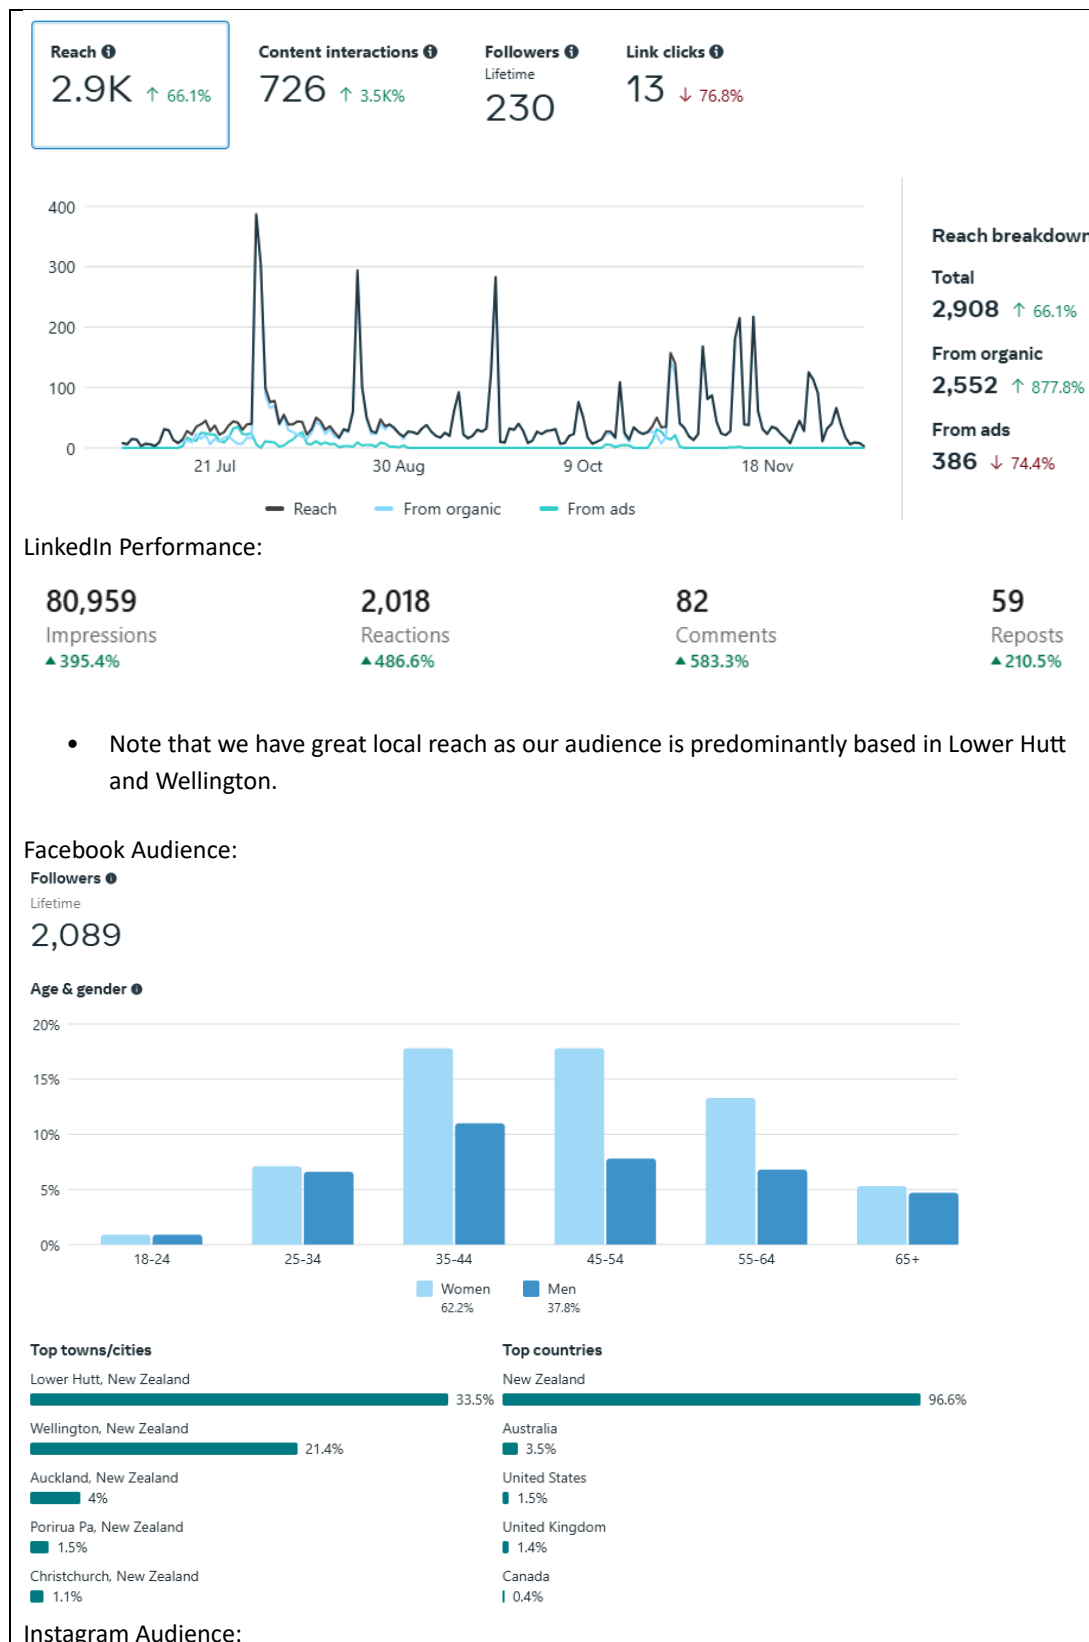 Reach
2.9K ↑ 66.1%
Content interactions
726 ↑ 3.5K%
Followers
Lifetime
230
Link clicks
13 ↓ 76.8%
400
300
200
100
0
21 Jul 30 Aug 9 Oct 18 Nov
Reach From organic From ads
Reach breakdown
Total
2,908 ↑ 66.1%
From organic
2,552 ↑ 877.8%
From ads
386 ↓ 74.4%
LinkedIn Performance:
80,959 2,018 82 59
Impressions Reactions Comments Reposts
▲395.4% ▲486.6% ▲583.3% ▲210.5%
• Note that we have great local reach as our audience is predominantly based in Lower Hutt
and Wellington.
Facebook Audience:
Followers
Lifetime
2,089
Age & gender
20%
15%
10%
5%
0%
18-24 25-34 35-44 45-54 55-64 65+
Women Men
62.2% 37.8%
Top towns/cities
Lower Hutt, New Zealand
33.5%
Wellington, New Zealand
21.4%
Auckland, New Zealand
4%
Porirua Pa, New Zealand
1.5%
Christchurch, New Zealand
1.1%
Top countries
New Zealand
96.6%
Australia
3.5%
United States
1.5%
United Kingdom
1.4%
Canada
0.4%
Instagram Audience: